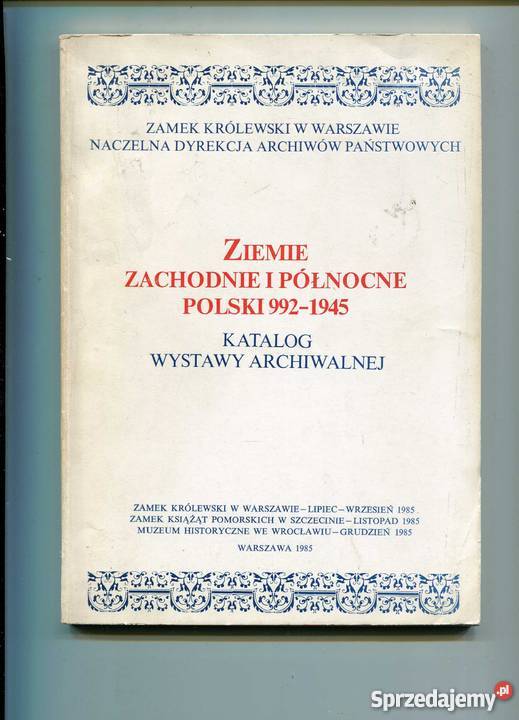 ZAMEK KRÓLEWSKI W WARSZAWIE
NACZELNA DYREKCJA ARCHIWÓW PAŃSTWOWYCH
ZIEMIE
ZACHODNIE I PÓŁNOCNE
POLSKI 992–1945
KATALOG
WYSTAWY ARCHIWALNEJ
ZAMEK KRÓLEWSKI W WARSZAWIE – LIPIEC – WRZESIEŃ 1985
ZAMEK KSIĄŻĄT POMORSKICH W SZCZECINIE – LISTOPAD 1985
MUZEUM HISTORYCZNE WE WROCŁAWIU – GRUDZIEŃ 1985
WARSZAWA 1985
Sprzedajemy.pl